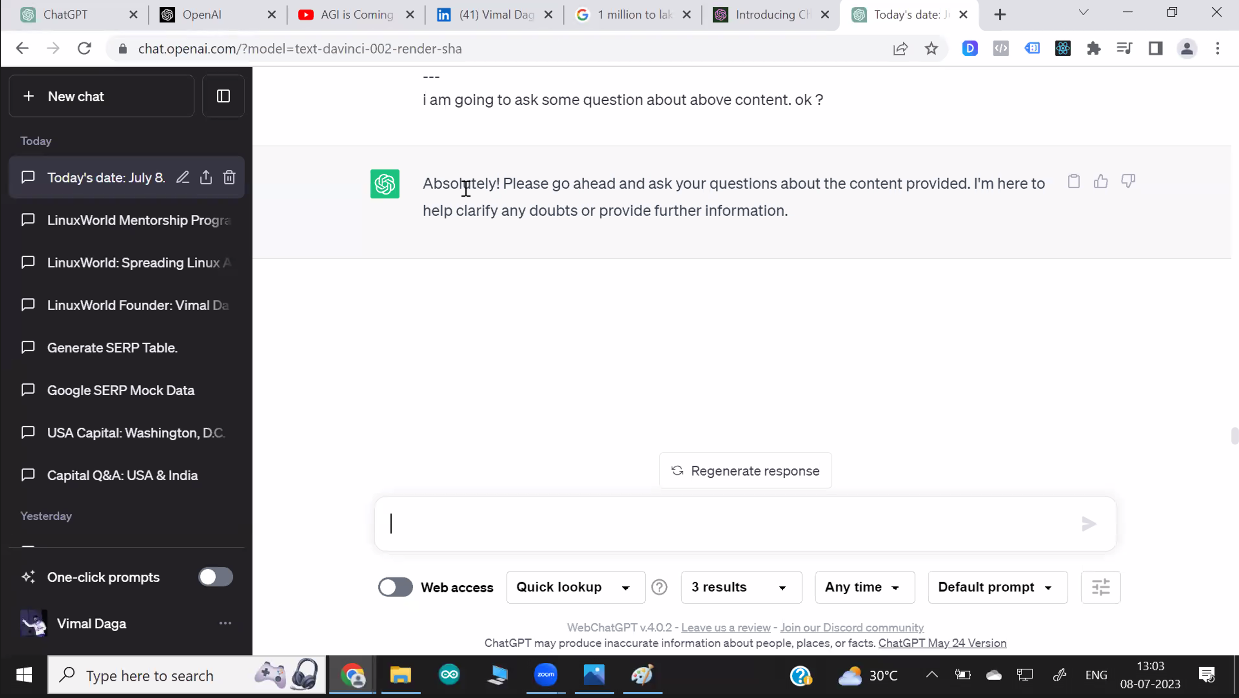 ChatGPT
OpenAI
AGI is Coming
(41) Vimal Dag
1 million to lak
Introducing Ch
Today's date: J
chat.openai.com/?model=text-davinci-002-render-sha
New chat
Today
Today's date: July 8.
LinuxWorld Mentorship Progra
LinuxWorld: Spreading Linux A
LinuxWorld Founder: Vimal Da
Generate SERP Table.
Google SERP Mock Data
USA Capital: Washington, D.C.
Capital Q&A: USA & India
Yesterday
One-click prompts
Vimal Daga
---
i am going to ask some question about above content. ok ?
Absolutely! Please go ahead and ask your questions about the content provided. I'm here to
help clarify any doubts or provide further information.
Regenerate response
Web access
Quick lookup
3 results
Any time
Default prompt
WebChatGPT v.4.0.2 - Leave us a review - Join our Discord community
ChatGPT may produce inaccurate information about people, places, or facts. ChatGPT May 24 Version
Type here to search
zoom
30°C
ENG
13:03
08-07-2023